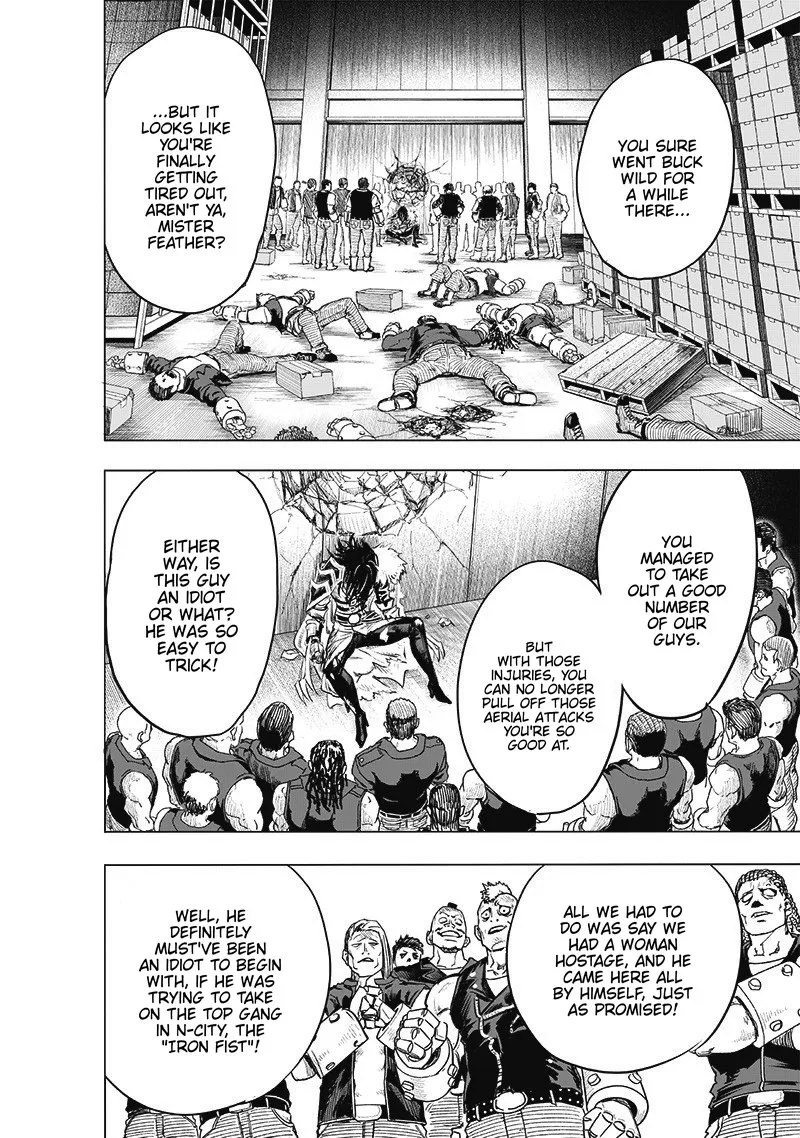 YOU SURE
WENT BUCK
WILD FOR
A WHILE
THERE...
...BUT IT
LOOKS LIKE
YOU'RE
FINALLY
GETTING
TIRED OUT,
AREN'T YA,
MISTER
FEATHER?
YOU
MANAGED
TO TAKE
OUT A GOOD
NUMBER
OF OUR
GUYS.
BUT
WITH THOSE
INJURIES, YOU
CAN NO LONGER
PULL OFF THOSE
AERIAL ATTACKS
YOU'RE SO
GOOD AT.
EITHER
WAY, IS
THIS GUY
AN IDIOT
OR WHAT?
HE WAS SO
EASY TO
TRICK!
ALL WE HAD TO
DO WAS SAY WE
HAD A WOMAN
HOSTAGE, AND HE
CAME HERE ALL
BY HIMSELF, JUST
AS PROMISED!
WELL, HE
DEFINITELY
MUST'VE BEEN
AN IDIOT TO BEGIN
WITH, IF HE WAS
TRYING TO TAKE
ON THE TOP GANG
IN N-CITY, THE
"IRON FIST"!